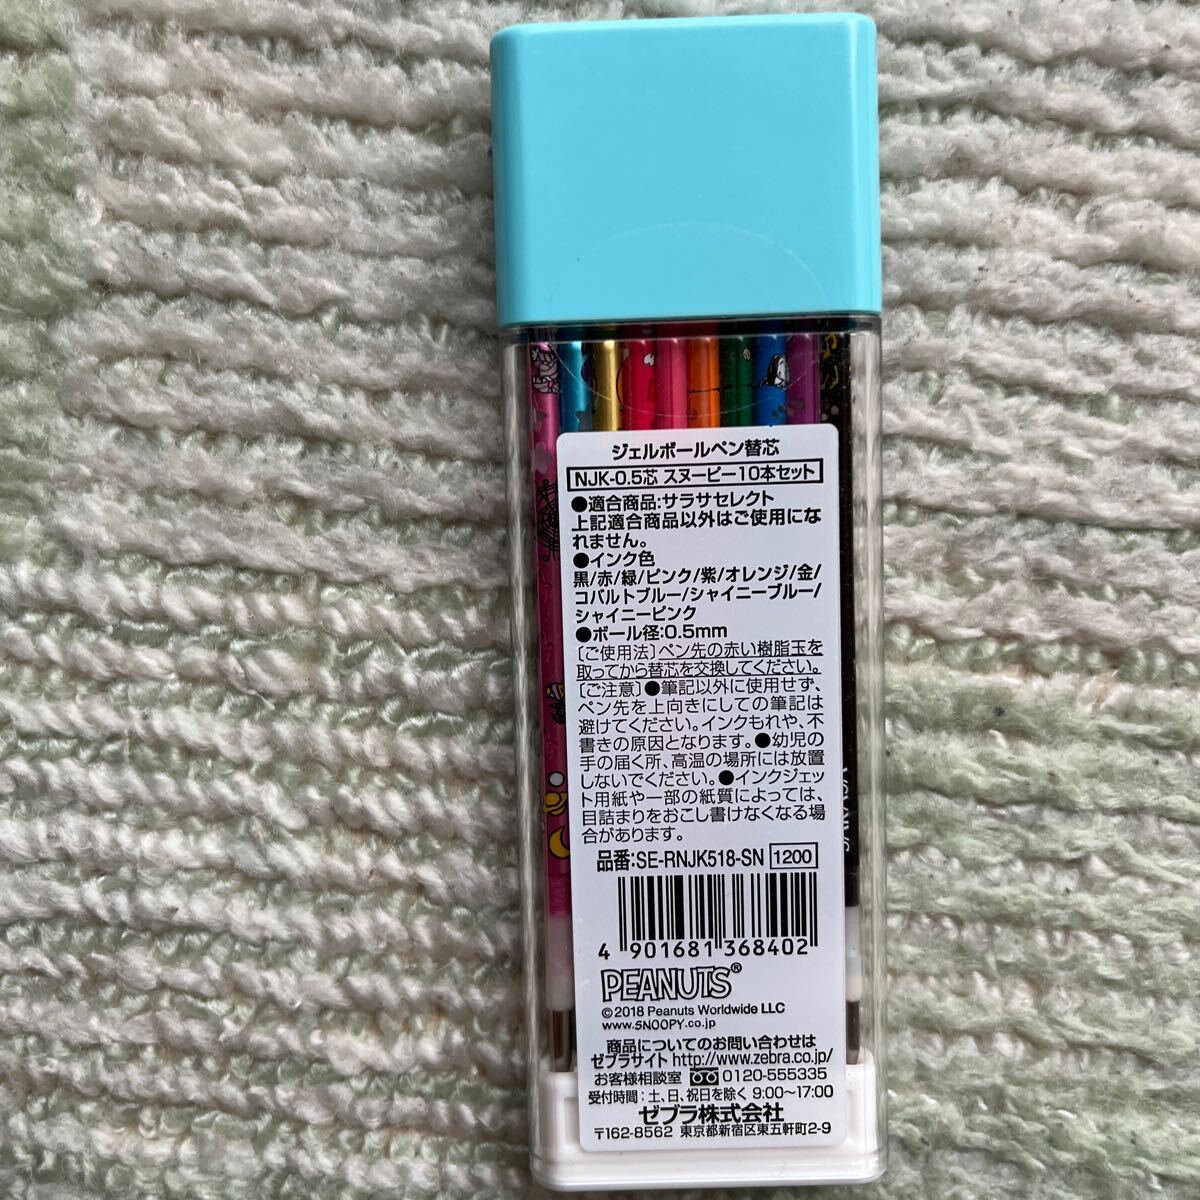 ジェルボールペン替芯
NJK-0.5芯 スヌーピー10本セット
●適合商品:サラサセレクト
上記適合商品以外はご使用にな
れません。
●インク色
黒/赤/緑/ピンク/紫/オレンジ/金/
コバルトブルー/シャイニーブルー/
シャイニーピンク
●ボール径:0.5mm
〔ご使用法〕ペン先の赤い樹脂玉を
取ってから替芯を交換してください。
〔ご注意〕●筆記以外に使用せず、
ペン先を上向きにしての筆記は
避けてください。インクもれや、不
書きの原因となります。●幼児の
手の届く所、高温の場所には放置
しないでください。●インクジェッ
ト用紙や一部の紙質によっては、
目詰まりをおこし書けなくなる場
合があります。
品番:SE-RNJK518-SN 1200
4 901681 368402
PEANUTS®
©2018 Peanuts Worldwide LLC
www.SNOOPY.co.jp
商品についてのお問い合わせは
ゼブラサイト http://www.zebra.co.jp/
お客様相談室 0120-555335
受付時間:土、日、祝日を除く 9:00〜17:00
ゼブラ株式会社
〒162-8562 東京都新宿区東五軒町2-9
SARASA